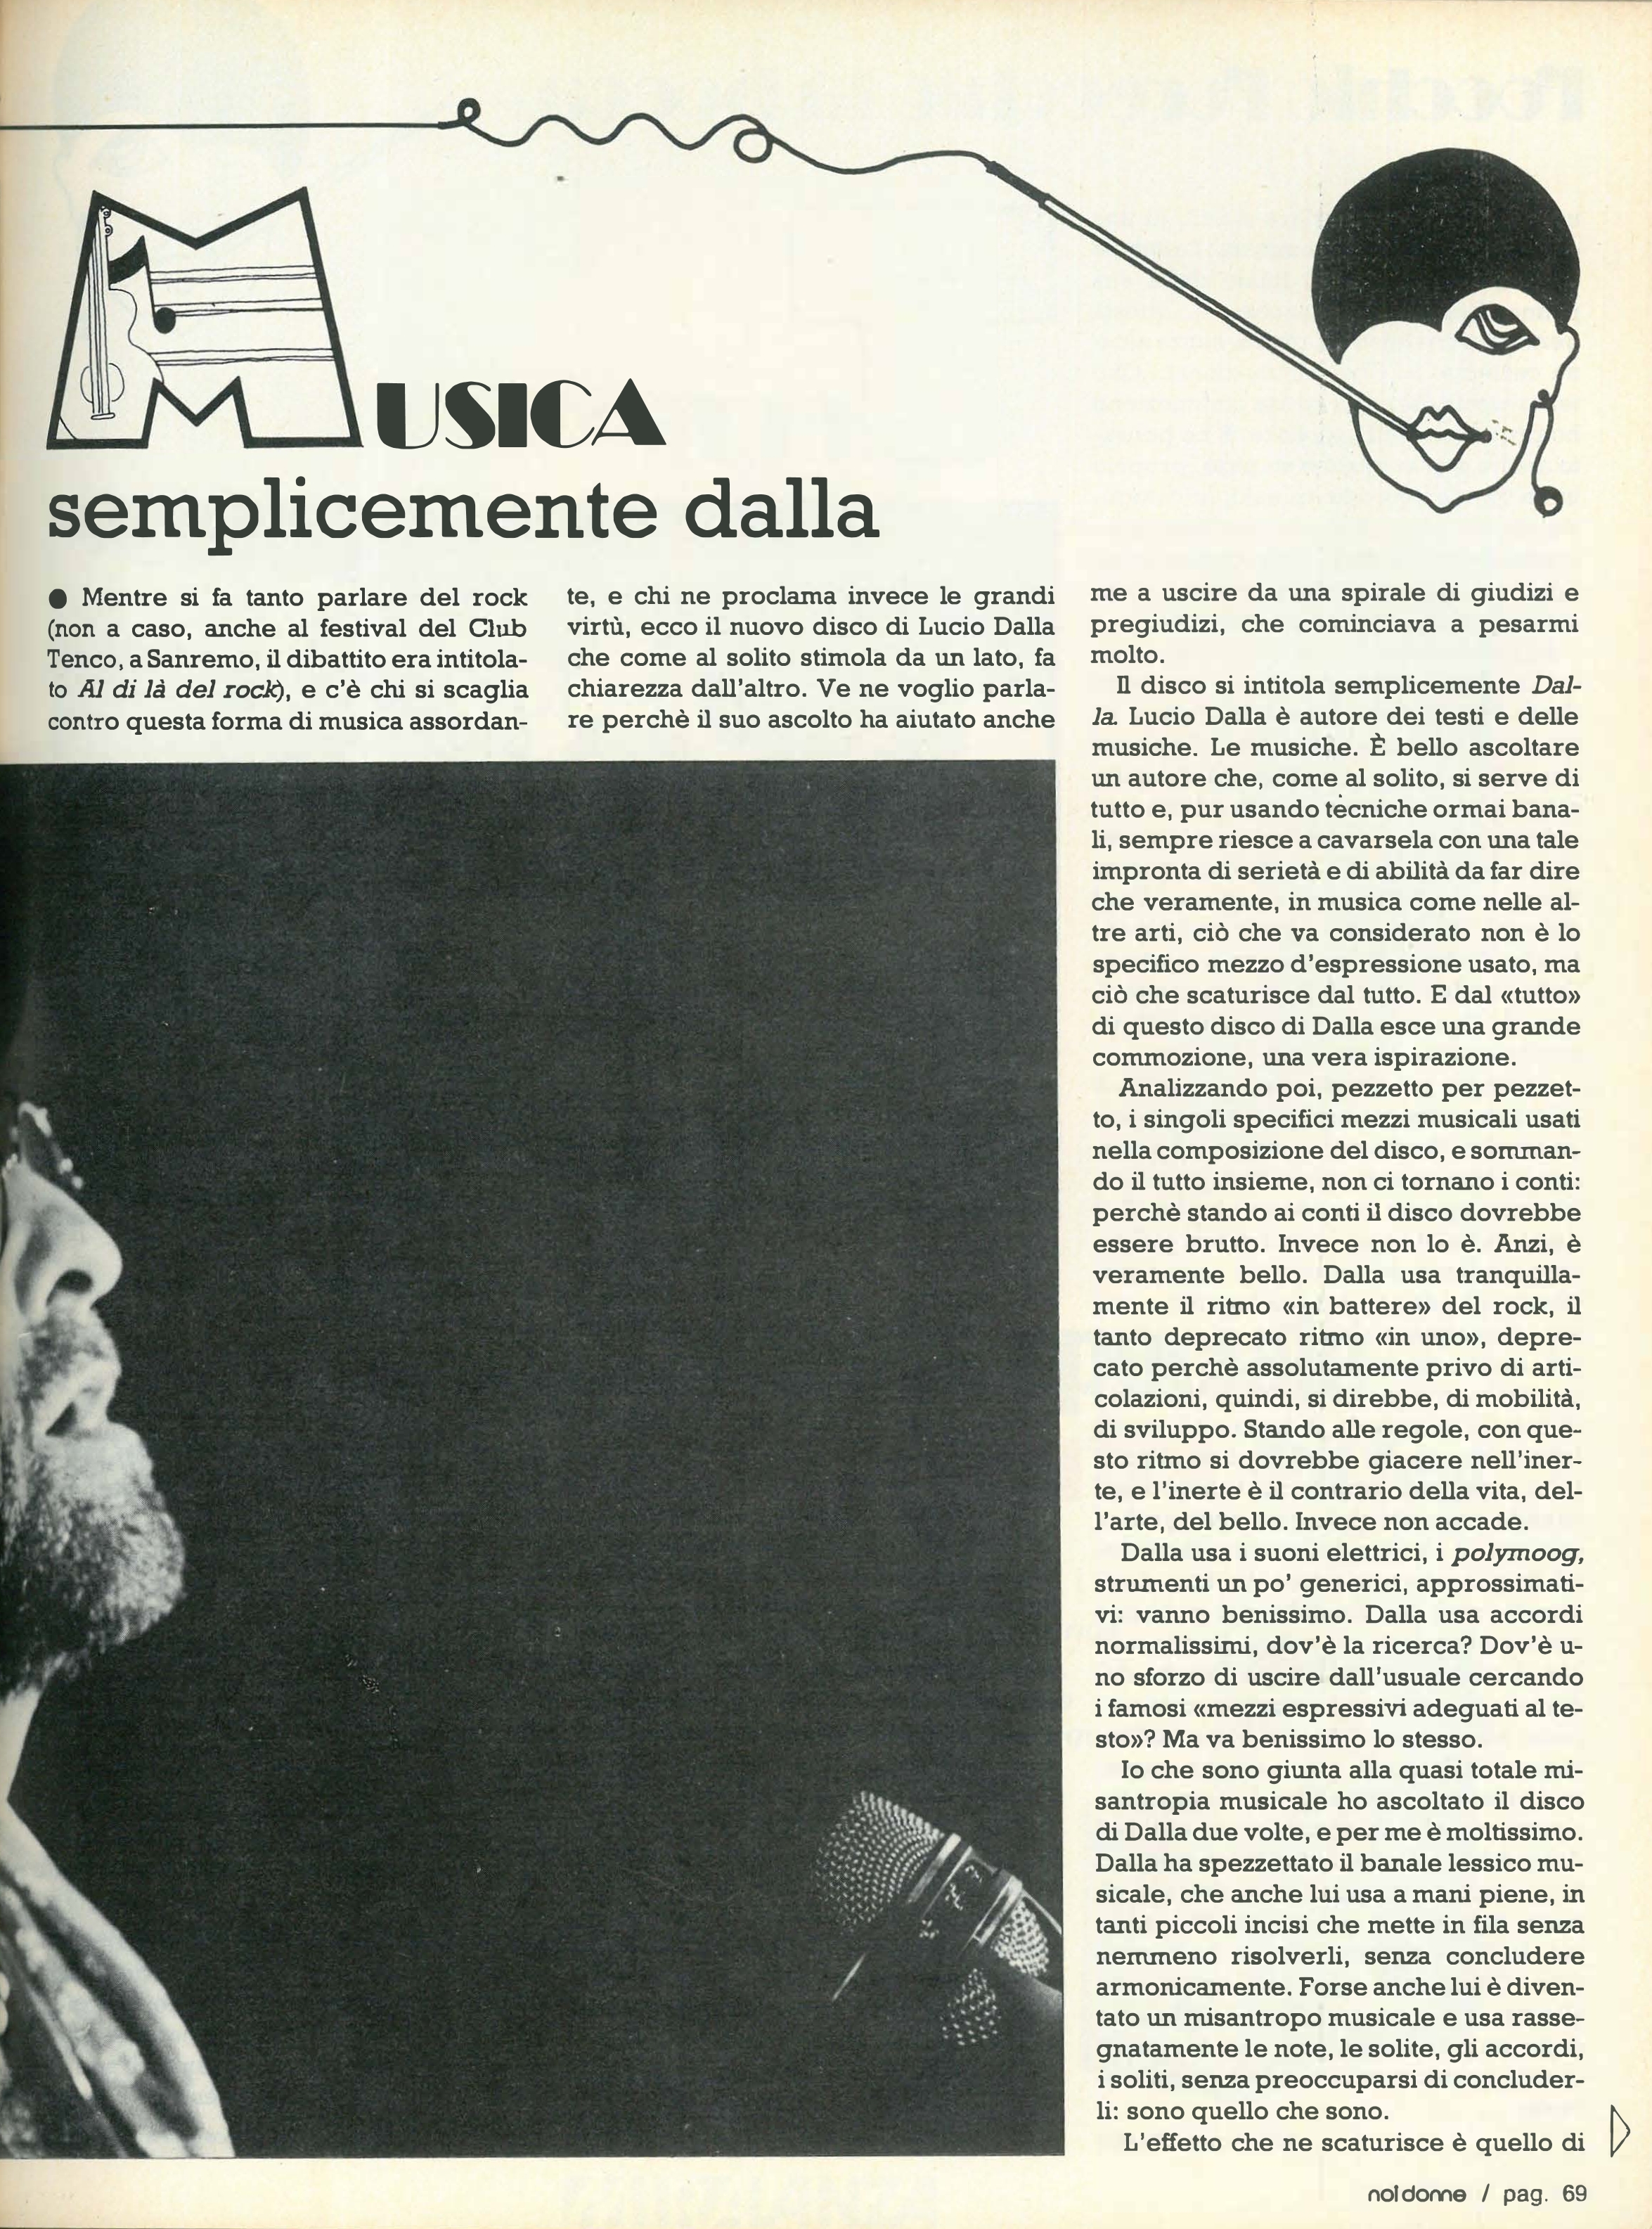 MUSICA
semplicemente dalla
● Mentre si fa tanto parlare del rock
(non a caso, anche al festival del Club
Tenco, a Sanremo, il dibattito era intitola-
to Al di là del rock), e c'è chi si scaglia
contro questa forma di musica assordan-
te, e chi ne proclama invece le grandi
virtù, ecco il nuovo disco di Lucio Dalla
che come al solito stimola da un lato, fa
chiarezza dall'altro. Ve ne voglio parla-
re perchè il suo ascolto ha aiutato anche
me a uscire da una spirale di giudizi e
pregiudizi, che cominciava a pesarmi
molto.
Il disco si intitola semplicemente Dal-
la. Lucio Dalla è autore dei testi e delle
musiche. Le musiche. È bello ascoltare
un autore che, come al solito, si serve di
tutto e, pur usando tecniche ormai bana-
li, sempre riesce a cavarsela con una tale
impronta di serietà e di abilità da far dire
che veramente, in musica come nelle al-
tre arti, ciò che va considerato non è lo
specifico mezzo d'espressione usato, ma
ciò che scaturisce dal tutto. E dal «tutto»
di questo disco di Dalla esce una grande
commozione, una vera ispirazione.
Analizzando poi, pezzetto per pezzet-
to, i singoli specifici mezzi musicali usati
nella composizione del disco, e somman-
do il tutto insieme, non ci tornano i conti:
perchè stando ai conti il disco dovrebbe
essere brutto. Invece non lo è. Anzi, è
veramente bello. Dalla usa tranquilla-
mente il ritmo «in battere» del rock, il
tanto deprecato ritmo «in uno», depre-
cato perchè assolutamente privo di arti-
colazioni, quindi, si direbbe, di mobilità,
di sviluppo. Stando alle regole, con que-
sto ritmo si dovrebbe giacere nell'iner-
te, e l'inerte è il contrario della vita, del-
l'arte, del bello. Invece non accade.
Dalla usa i suoni elettrici, i polymoog,
strumenti un po' generici, approssimati-
vi: vanno benissimo. Dalla usa accordi
normalissimi, dov'è la ricerca? Dov'è u-
no sforzo di uscire dall'usuale cercando
i famosi «mezzi espressivi adeguati al te-
sto»? Ma va benissimo lo stesso.
Io che sono giunta alla quasi totale mi-
santropia musicale ho ascoltato il disco
di Dalla due volte, e per me è moltissimo.
Dalla ha spezzettato il banale lessico mu-
sicale, che anche lui usa a mani piene, in
tanti piccoli incisi che mette in fila senza
nemmeno risolverli, senza concludere
armonicamente. Forse anche lui è diven-
tato un misantropo musicale e usa rasse-
gnatamente le note, le solite, gli accordi,
i soliti, senza preoccuparsi di concluder-
li: sono quello che sono.
L'effetto che ne scaturisce è quello di
noi donne / pag. 69